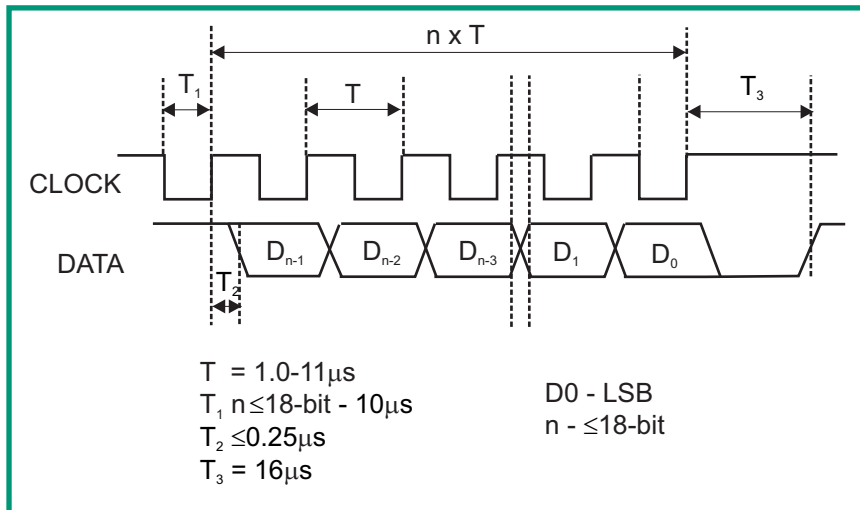 n x T
T₁
T
T₃
CLOCK
DATA
Dₙ₋₁
Dₙ₋₂
Dₙ₋₃
D₁
D₀
T₂
T = 1.0-11μs
T₁ n≤18-bit - 10μs
T₂ ≤0.25μs
T₃ = 16μs
D0 - LSB
n - ≤18-bit